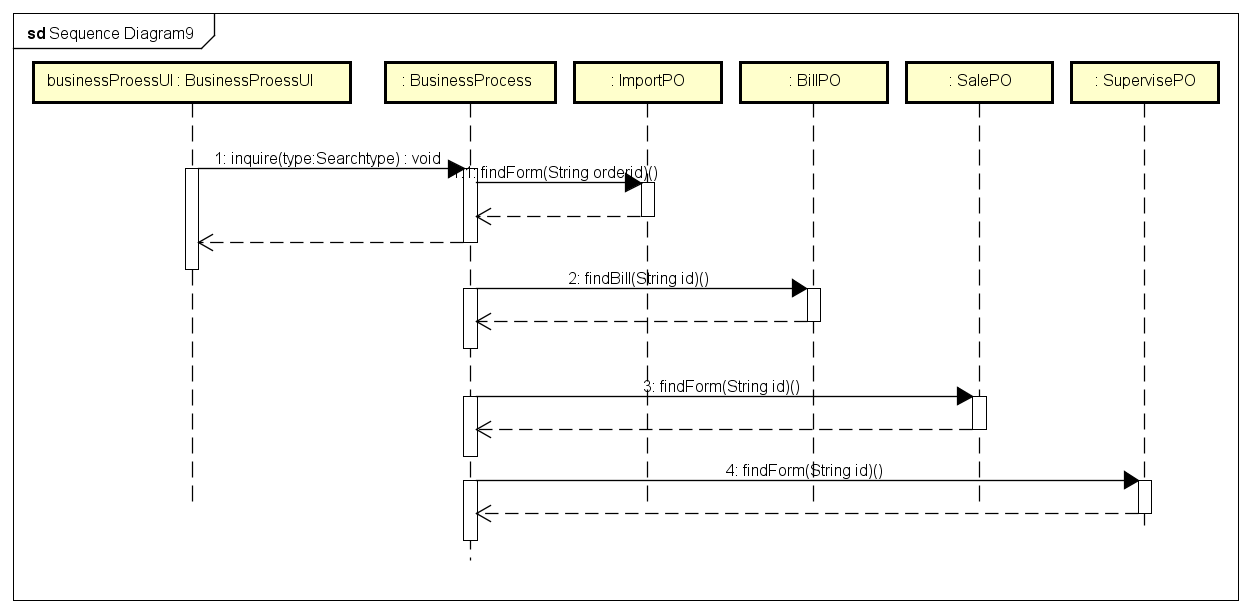 sd Sequence Diagram9
businessProessUI : BusinessProessUI
: BusinessProcess
: ImportPO
: BillPO
: SalePO
: SupervisePO
1: inquire(type:Searchtype) : void
1.1: findForm(String orderid)()
2: findBill(String id)()
3: findForm(String id)()
4: findForm(String id)()